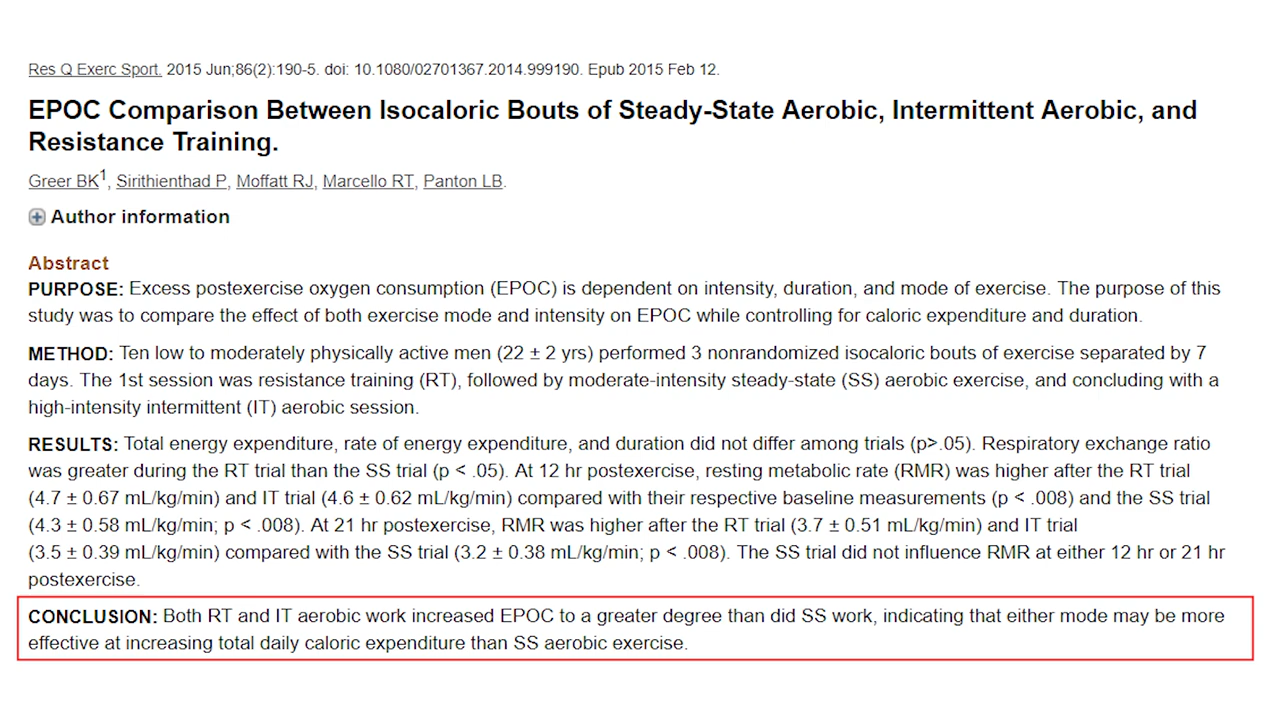 Res Q Exerc Sport. 2015 Jun;86(2):190-5. doi: 10.1080/02701367.2014.999190. Epub 2015 Feb 12.
EPOC Comparison Between Isocaloric Bouts of Steady-State Aerobic, Intermittent Aerobic, and
Resistance Training.
Greer BK1, Sirithienthad P, Moffatt RJ, Marcello RT, Panton LB.
Author information
Abstract
PURPOSE: Excess postexercise oxygen consumption (EPOC) is dependent on intensity, duration, and mode of exercise. The purpose of this
study was to compare the effect of both exercise mode and intensity on EPOC while controlling for caloric expenditure and duration.
METHOD: Ten low to moderately physically active men (22 ± 2 yrs) performed 3 nonrandomized isocaloric bouts of exercise separated by 7
days. The 1st session was resistance training (RT), followed by moderate-intensity steady-state (SS) aerobic exercise, and concluding with a
high-intensity intermittent (IT) aerobic session.
RESULTS: Total energy expenditure, rate of energy expenditure, and duration did not differ among trials (p>.05). Respiratory exchange ratio
was greater during the RT trial than the SS trial (p < .05). At 12 hr postexercise, resting metabolic rate (RMR) was higher after the RT trial
(4.7 ± 0.67 mL/kg/min) and IT trial (4.6 ± 0.62 mL/kg/min) compared with their respective baseline measurements (p < .008) and the SS trial
(4.3 ± 0.58 mL/kg/min; p < .008). At 21 hr postexercise, RMR was higher after the RT trial (3.7 ± 0.51 mL/kg/min) and IT trial
(3.5 ± 0.39 mL/kg/min) compared with the SS trial (3.2 ± 0.38 mL/kg/min; p < .008). The SS trial did not influence RMR at either 12 hr or 21 hr
postexercise.
CONCLUSION: Both RT and IT aerobic work increased EPOC to a greater degree than did SS work, indicating that either mode may be more
effective at increasing total daily caloric expenditure than SS aerobic exercise.